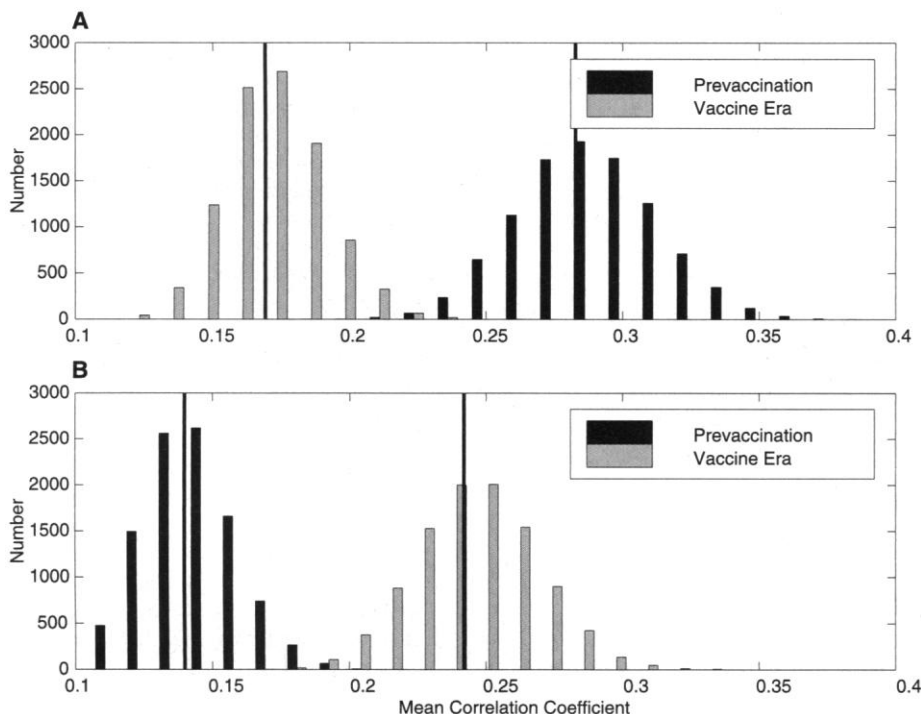 A
3000
2500
2000
1500
1000
500
0
Number
Prevaccination
Vaccine Era
0.1 0.15 0.2 0.25 0.3 0.35 0.4
B
3000
2500
2000
1500
1000
500
0
Number
Prevaccination
Vaccine Era
0.1 0.15 0.2 0.25 0.3 0.35 0.4
Mean Correlation Coefficient